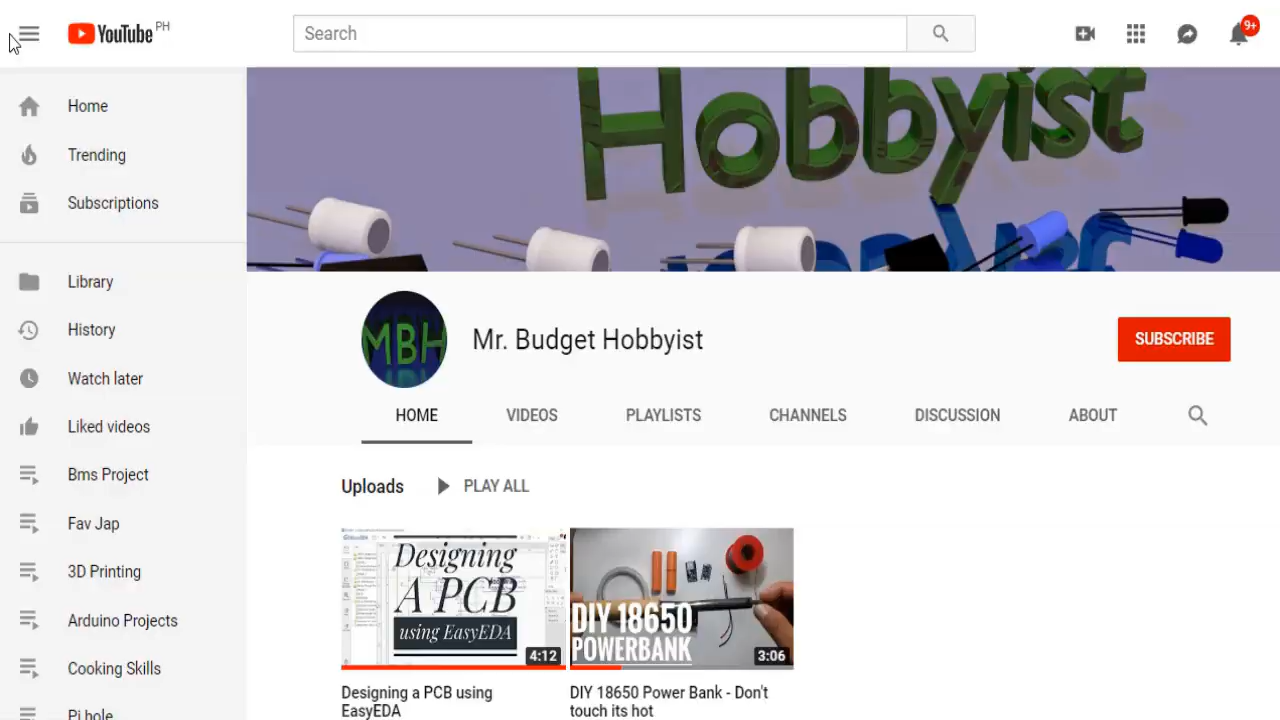 YouTube PH
Search
9+
Home
Trending
Subscriptions
Library
History
Watch later
Liked videos
Bms Project
Fav Jap
3D Printing
Arduino Projects
Cooking Skills
Pi hole
Hobbyist
MBH
Mr. Budget Hobbyist
SUBSCRIBE
HOME
VIDEOS
PLAYLISTS
CHANNELS
DISCUSSION
ABOUT
Uploads
PLAY ALL
Designing
A PCB
using EasyEDA
4:12
DIY 18650
POWERBANK
3:06
Designing a PCB using
EasyEDA
DIY 18650 Power Bank - Don't
touch its hot